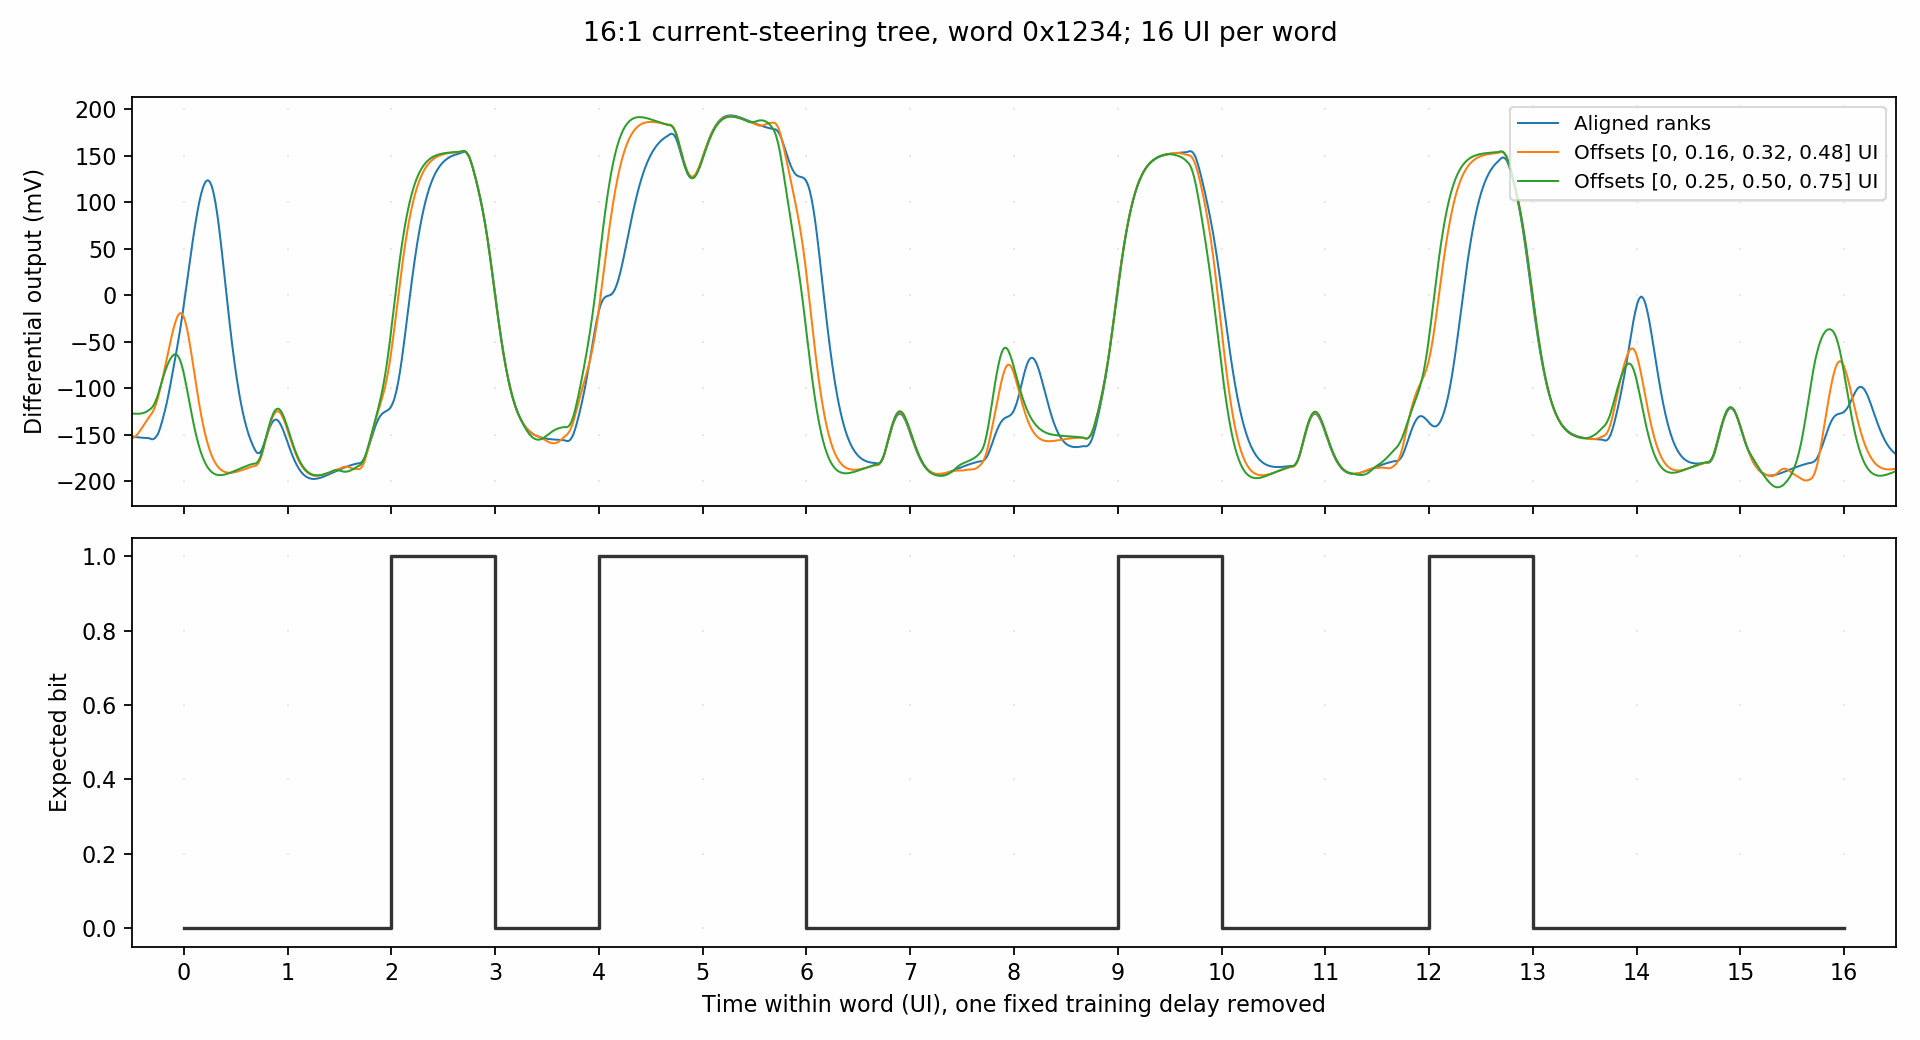 16:1 current-steering tree, word 0x1234; 16 UI per word
Differential output (mV)
200
150
100
50
0
−50
−100
−150
−200
Aligned ranks
Offsets [0, 0.16, 0.32, 0.48] UI
Offsets [0, 0.25, 0.50, 0.75] UI
Expected bit
1.0
0.8
0.6
0.4
0.2
0.0
0 1 2 3 4 5 6 7 8 9 10 11 12 13 14 15 16
Time within word (UI), one fixed training delay removed